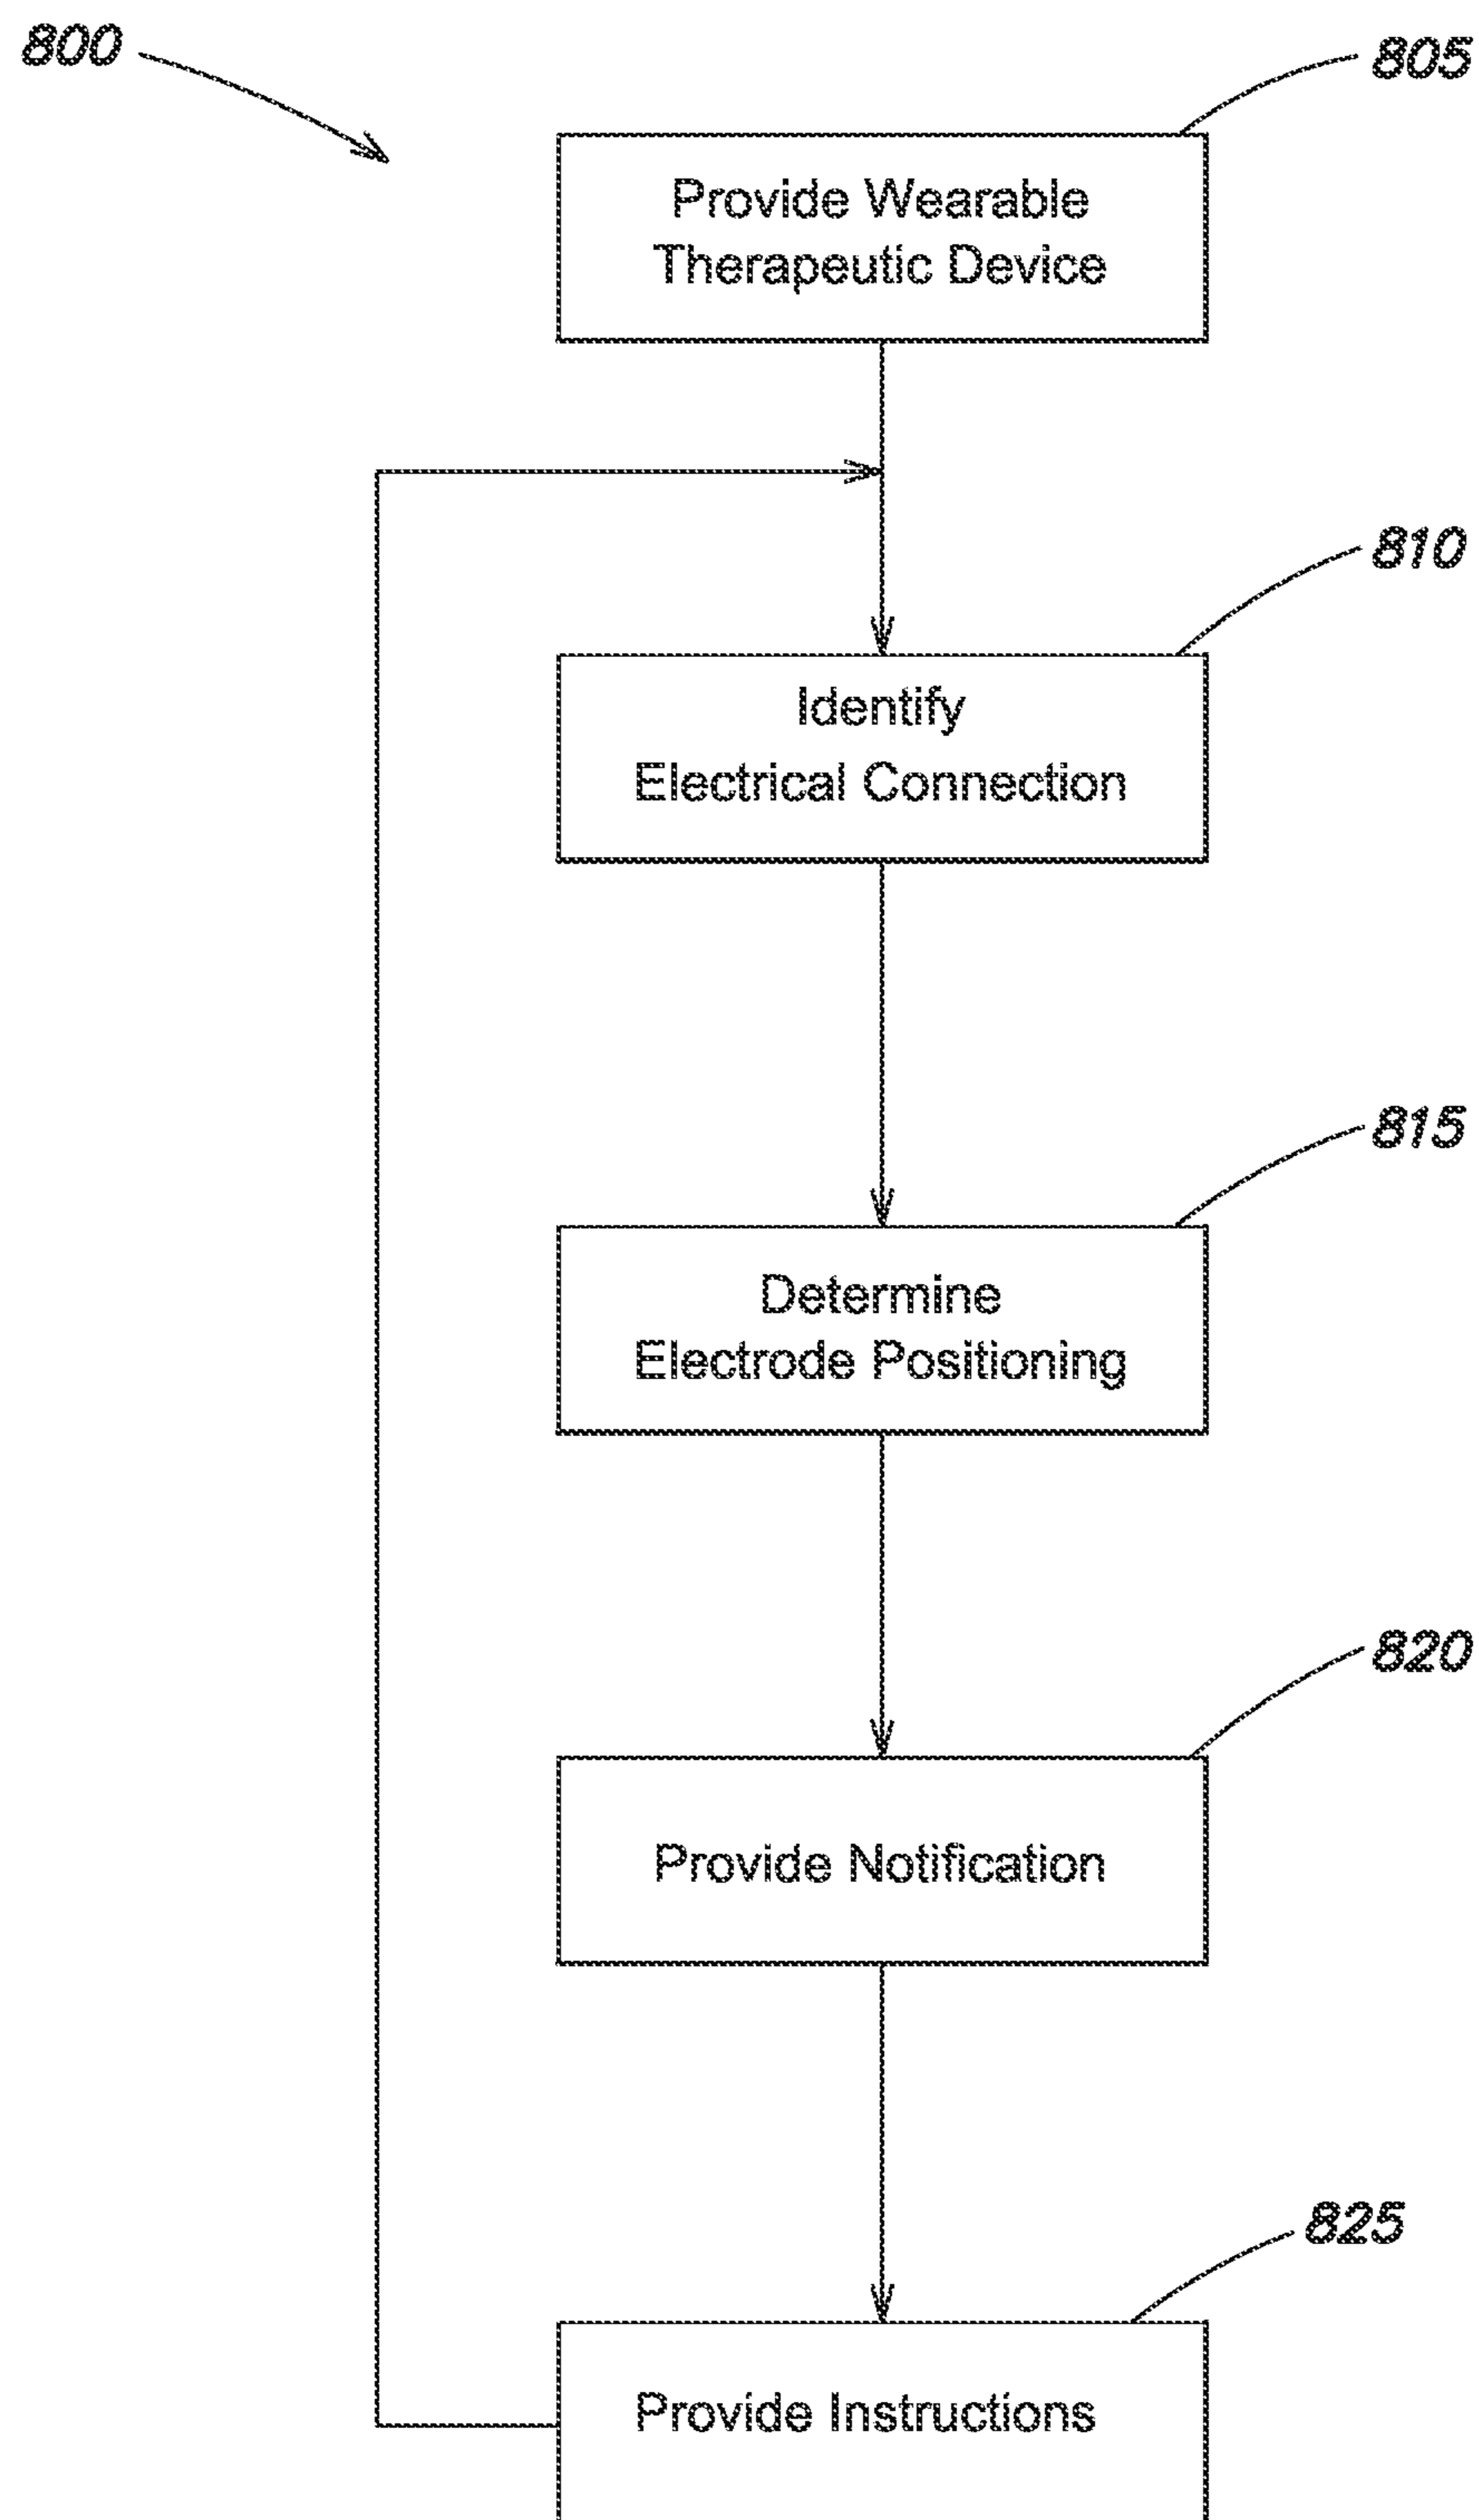 800
805
Provide Wearable
Therapeutic Device
810
Identify
Electrical Connection
815
Determine
Electrode Positioning
820
Provide Notification
825
Provide Instructions